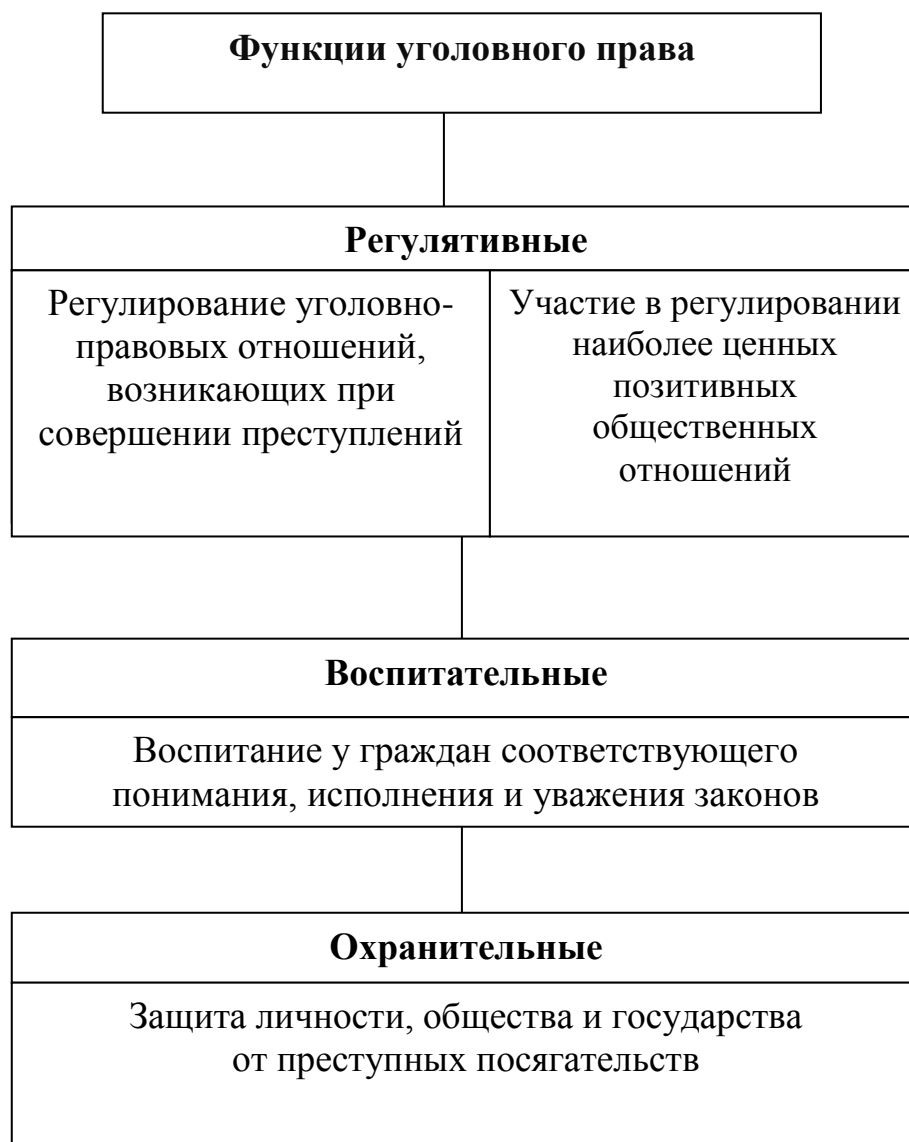 Функции уголовного права
Регулятивные
Регулирование уголовно-
правовых отношений,
возникающих при
совершении преступлений
Участие в регулировании
наиболее ценных
позитивных
общественных
отношений
Воспитательные
Воспитание у граждан соответствующего
понимания, исполнения и уважения законов
Охранительные
Защита личности, общества и государства
от преступных посягательств